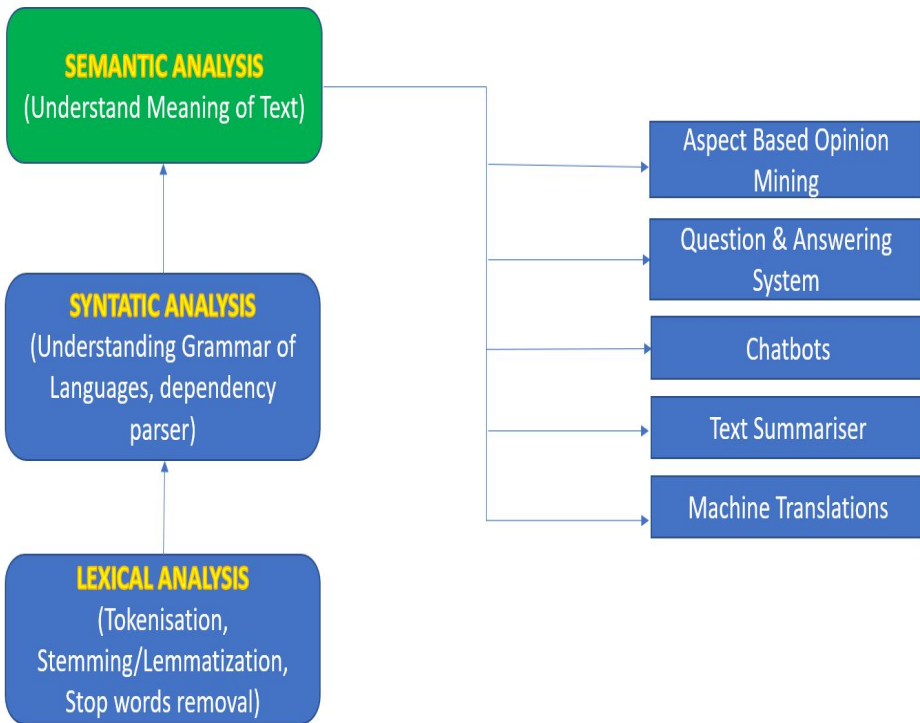 SEMANTIC ANALYSIS
(Understand Meaning of Text)
SYNTATIC ANALYSIS
(Understanding Grammar of
Languages, dependency
parser)
LEXICAL ANALYSIS
(Tokenisation,
Stemming/Lemmatization,
Stop words removal)
Aspect Based Opinion
Mining
Question & Answering
System
Chatbots
Text Summariser
Machine Translations